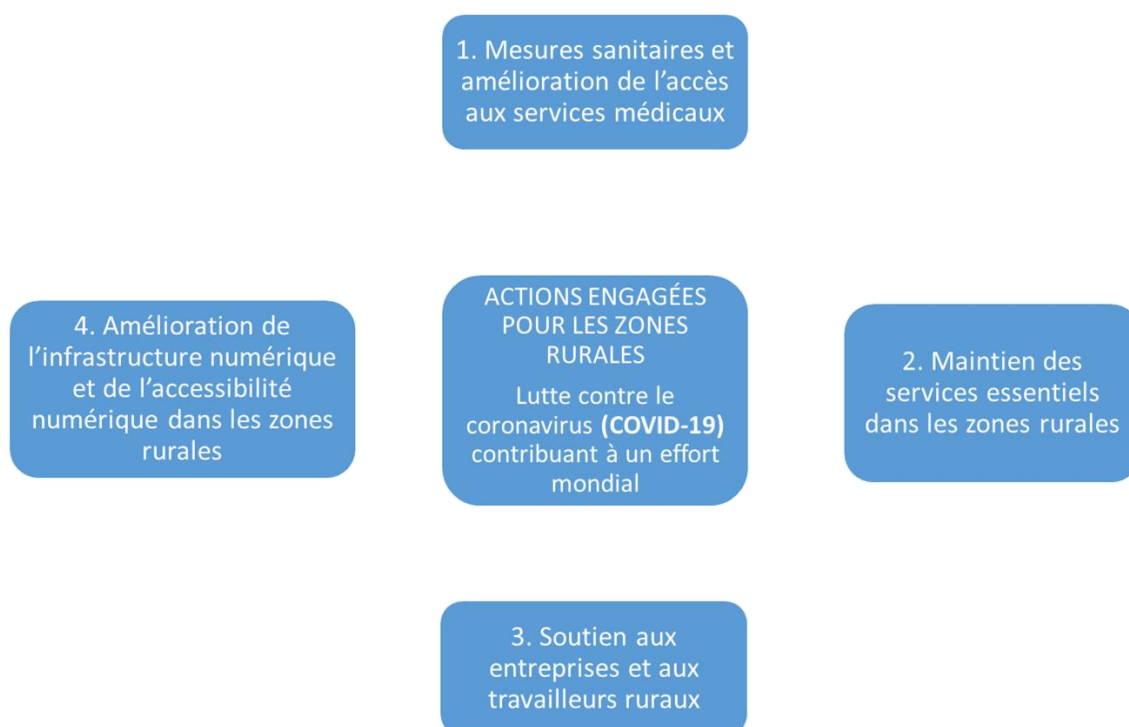 1. Mesures sanitaires et
amélioration de l’accès
aux services médicaux
ACTIONS ENGAGÉES
POUR LES ZONES
RURALES
Lutte contre le
coronavirus (COVID-19)
contribuant à un effort
mondial
2. Maintien des
services essentiels
dans les zones rurales
3. Soutien aux
entreprises et aux
travailleurs ruraux
4. Amélioration de
l’infrastructure numérique
et de l’accessibilité
numérique dans les zones
rurales